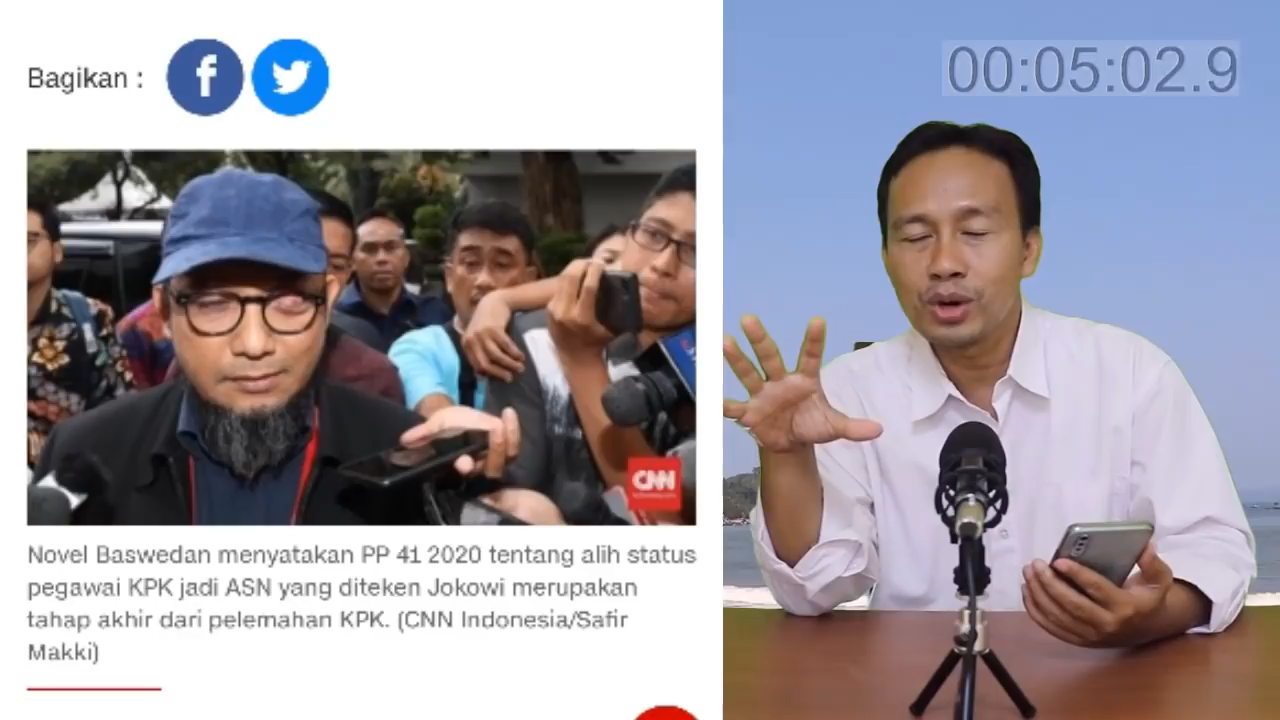 Bagikan :
00:05:02.9
CNN
Novel Baswedan menyatakan PP 41 2020 tentang alih status
pegawai KPK jadi ASN yang diteken Jokowi merupakan
tahap akhir dari pelemahan KPK. (CNN Indonesia/Safir
Makki)